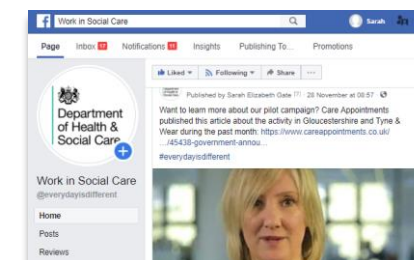 Work in Social Care
Sarah
Page Inbox Notifications Insights Publishing To... Promotions
Liked Following Share
Department
of Health &
Social Care
Published by Sarah Elizabeth Gate [?] · 28 November at 08:57 ·
Want to learn more about our pilot campaign? Care Appointments
published this article about the activity in Gloucestershire and Tyne &
Wear during the past month: https://www.careappointments.co.uk/
.../45438-government-annou...
#everydayisdifferent
Work in Social Care
@everydayisdifferent
Home
Posts
Reviews